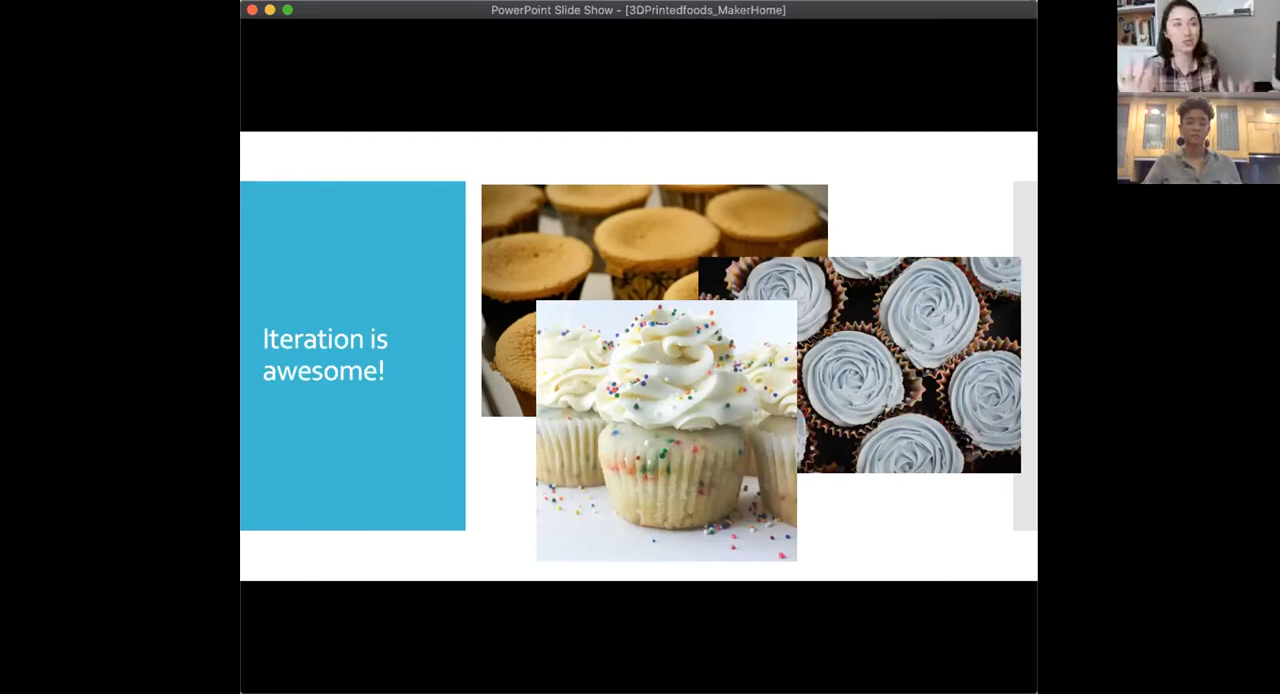 PowerPoint Slide Show - [3DPrintedfoods_MakerHome]
Iteration is
awesome!